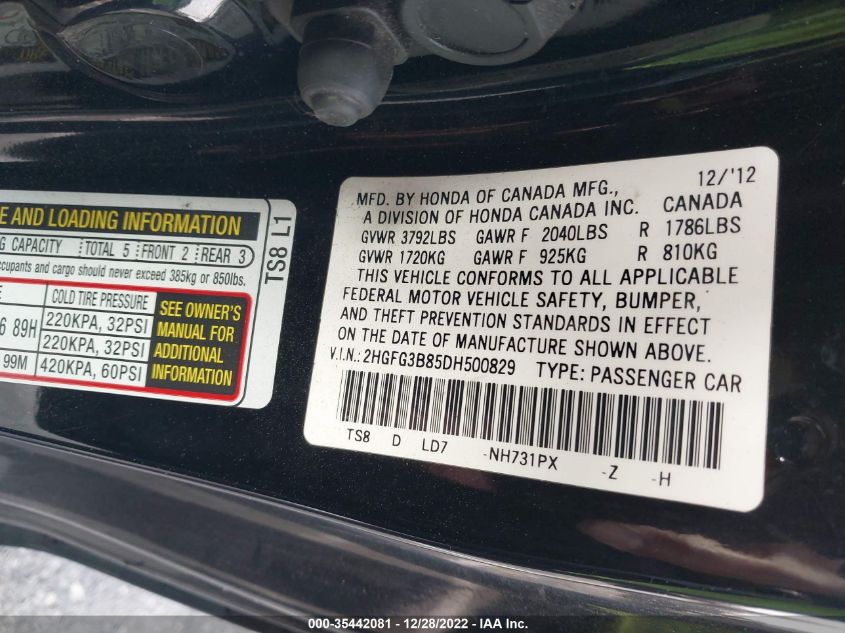 E AND LOADING INFORMATION
G CAPACITY TOTAL 5 FRONT 2 REAR 3
ccupants and cargo should never exceed 385kg or 850lbs.
E COLD TIRE PRESSURE
6 89H 220KPA, 32PSI
220KPA, 32PSI
99M 420KPA, 60PSI
SEE OWNER'S
MANUAL FOR
ADDITIONAL
INFORMATION
TS8 L1
12/'12
MFD. BY HONDA OF CANADA MFG.,
A DIVISION OF HONDA CANADA INC. CANADA
GVWR 3792LBS GAWR F 2040LBS R 1786LBS
GVWR 1720KG GAWR F 925KG R 810KG
THIS VEHICLE CONFORMS TO ALL APPLICABLE
FEDERAL MOTOR VEHICLE SAFETY, BUMPER,
AND THEFT PREVENTION STANDARDS IN EFFECT
ON THE DATE OF MANUFACTURE SHOWN ABOVE.
V.I.N.: 2HGFG3B85DH500829 TYPE: PASSENGER CAR
TS8 D LD7 -NH731PX -Z -H
000-35442081 - 12/28/2022 - IAA Inc.